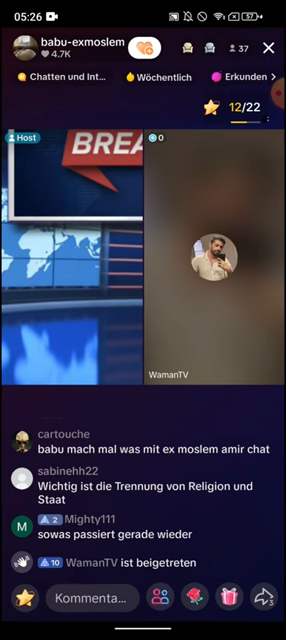 05:26
57
babu-exmoslem
4.7K
37
Chatten und Int...
Wöchentlich
Erkunden
12/22
Host
BREA
0
WamanTV
cartouche
babu mach mal was mit ex moslem amir chat
sabinehh22
Wichtig ist die Trennung von Religion und
Staat
M
2 Mighty111
sowas passiert gerade wieder
10 WamanTV ist beigetreten
Kommenta...
3